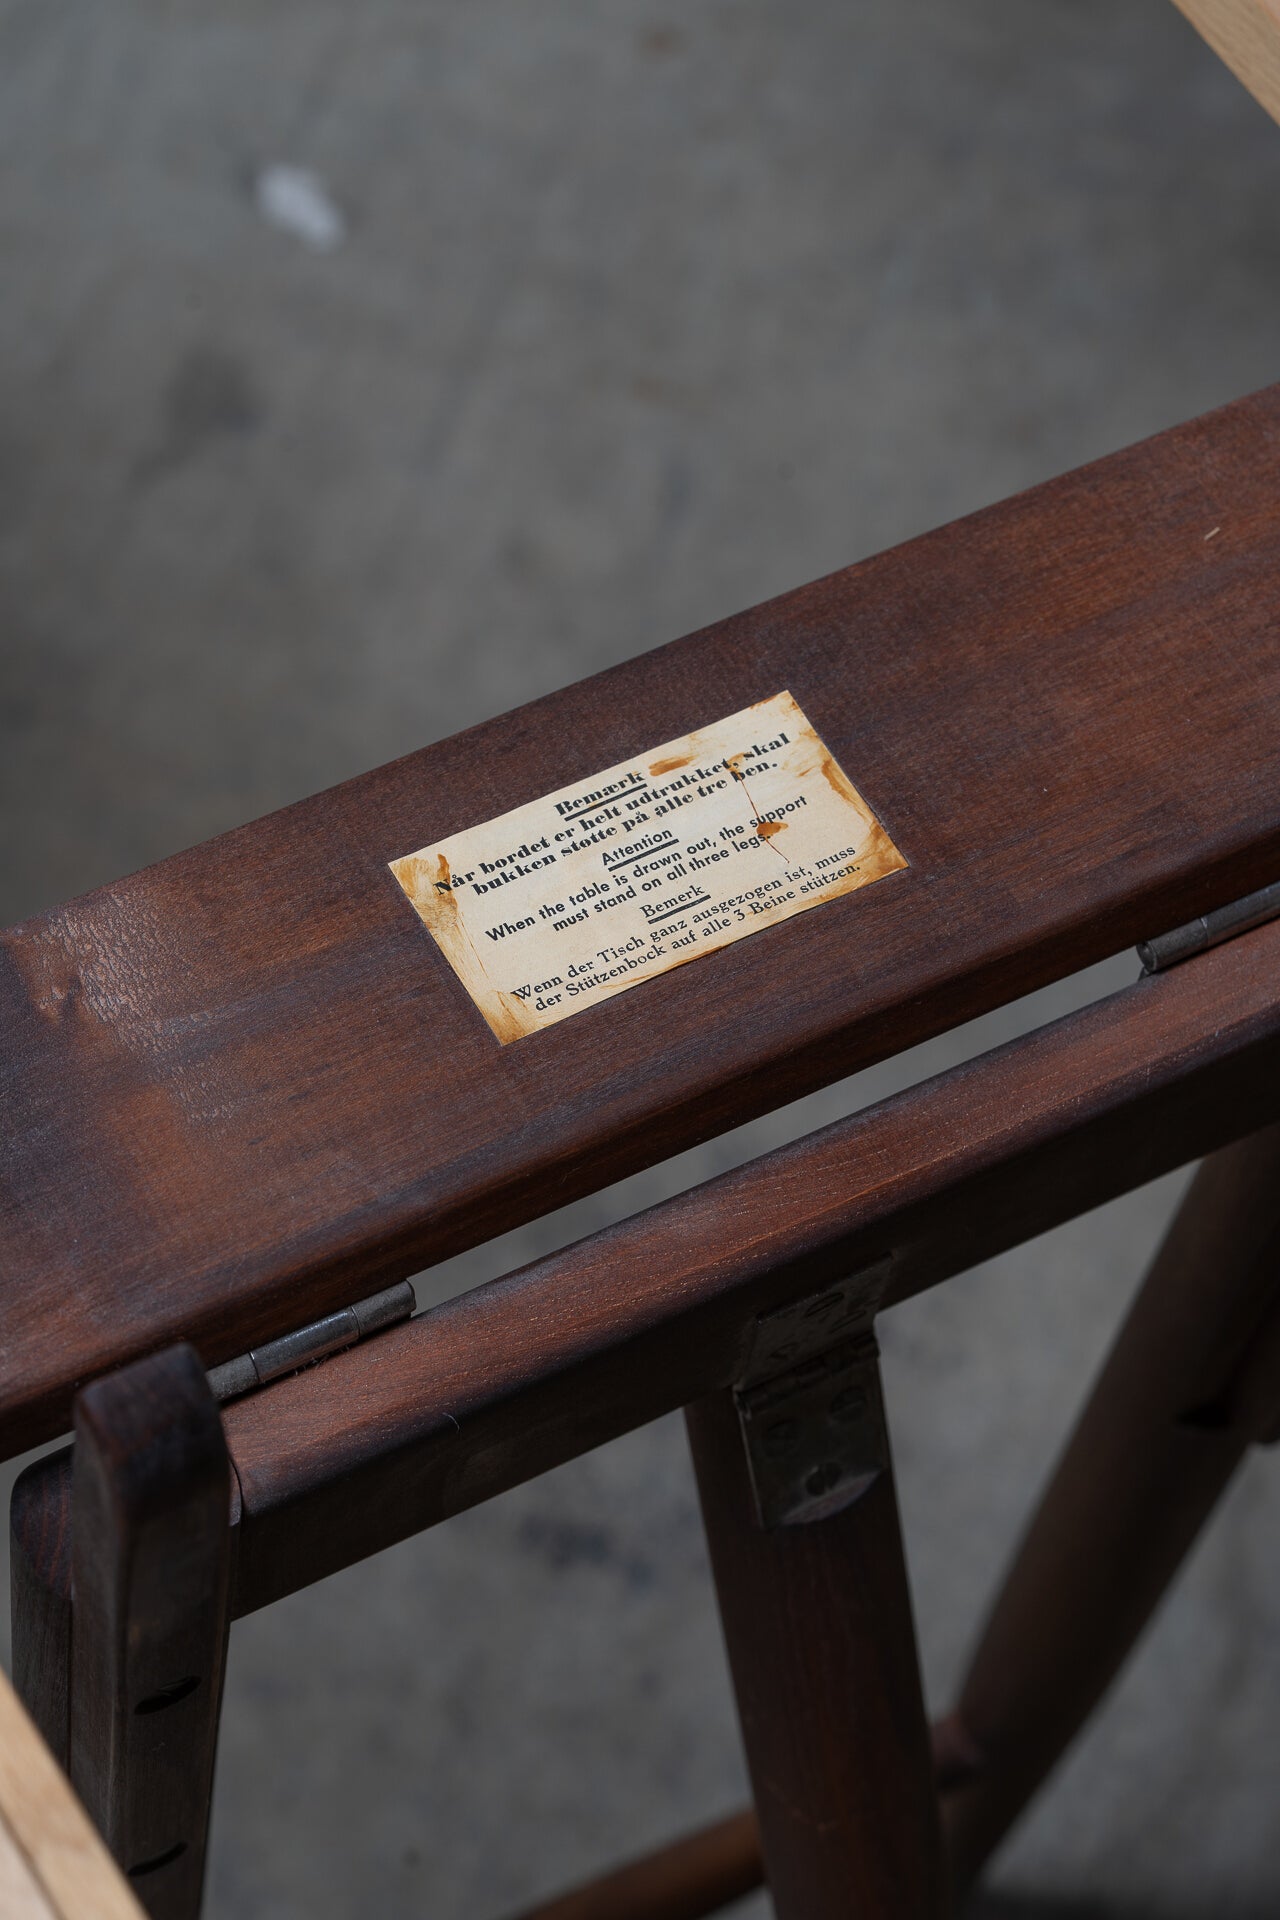 Bemærk
Når bordet er helt udtrukket, skal
bukken støtte på alle tre ben.
Attention
When the table is drawn out, the support
must stand on all three legs.
Bemerk
Wenn der Tisch ganz ausgezogen ist, muss
der Stützenbock auf alle 3 Beine stützen.